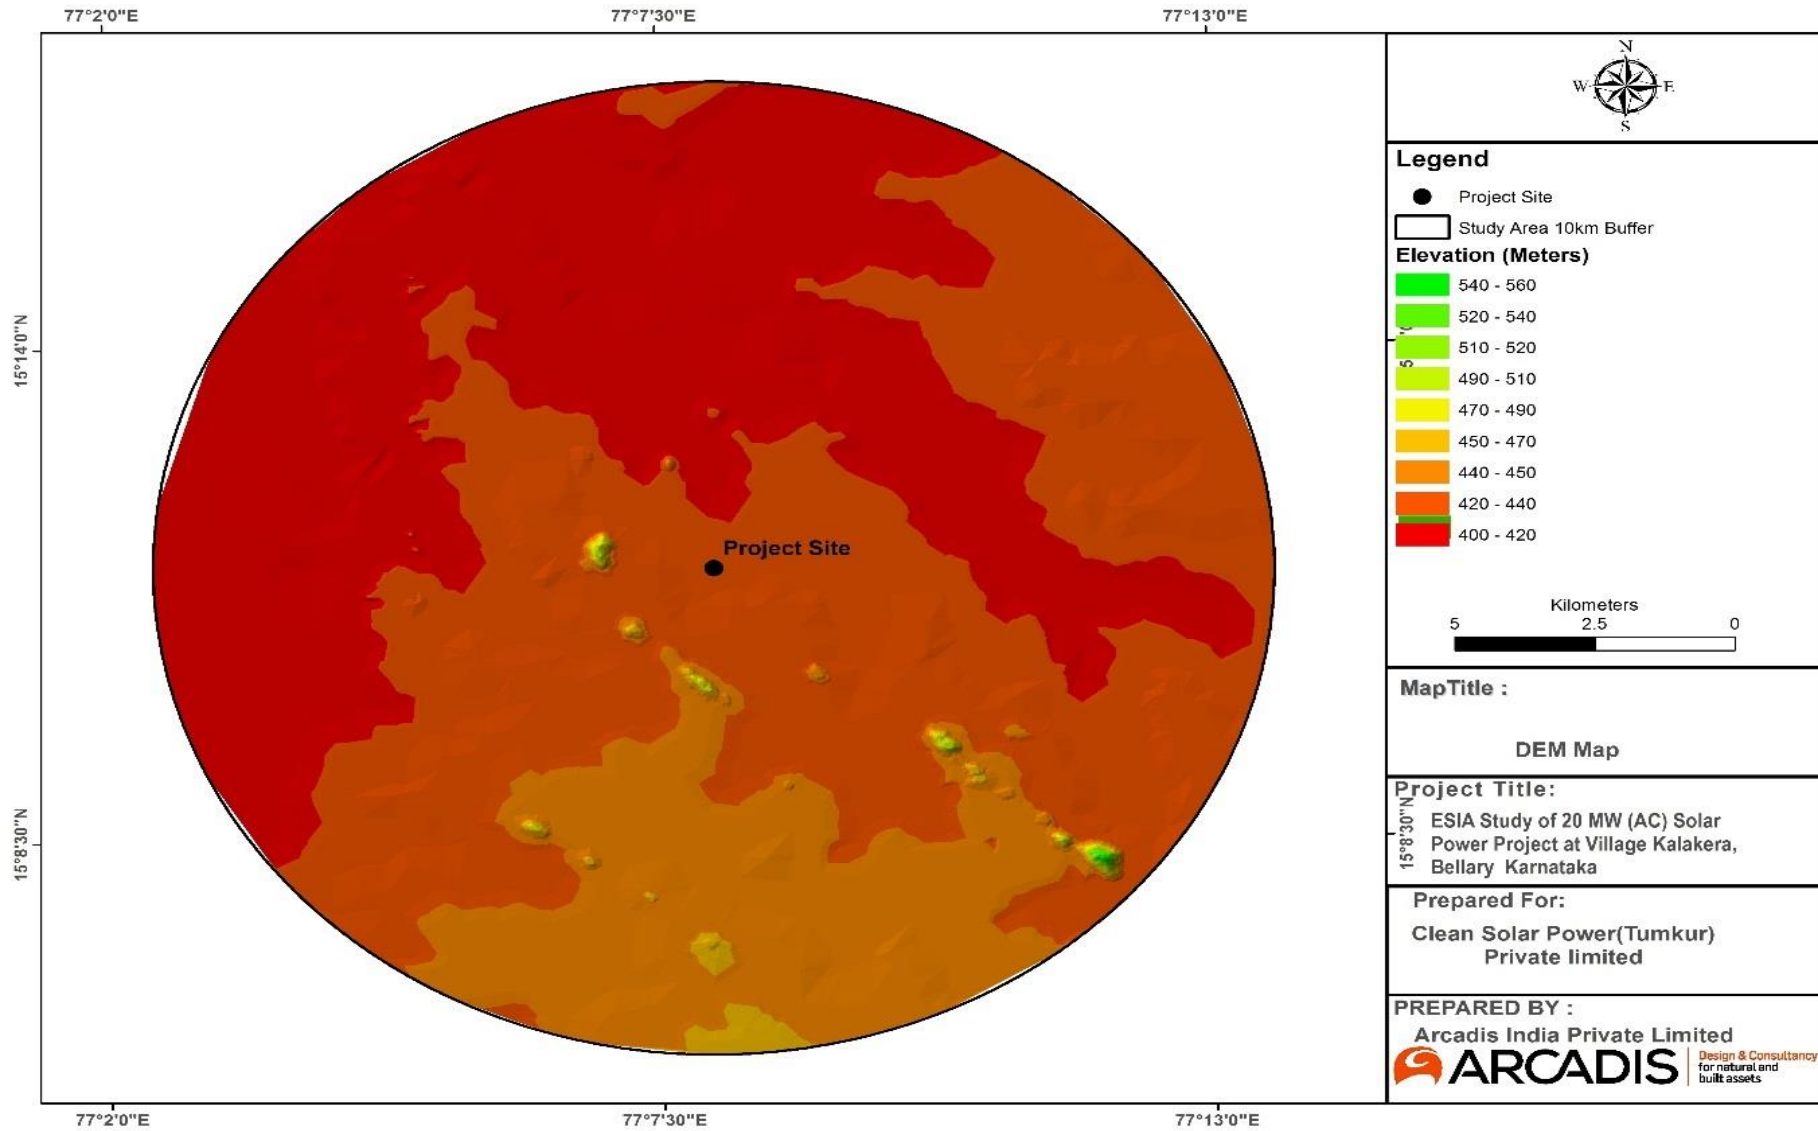 77°2'0"E
77°7'30"E
77°13'0"E
15°14'0"N
15°8'30"N
Project Site
77°2'0"E
77°7'30"E
77°13'0"E
N
W E
S
Legend
Project Site
Study Area 10km Buffer
Elevation (Meters)
540 - 560
520 - 540
510 - 520
490 - 510
470 - 490
450 - 470
440 - 450
420 - 440
400 - 420
Kilometers
5 2.5 0
MapTitle :
DEM Map
Project Title:
15°8'30"N
ESIA Study of 20 MW (AC) Solar
Power Project at Village Kalakera,
Bellary Karnataka
Prepared For:
Clean Solar Power(Tumkur)
Private limited
PREPARED BY :
Arcadis India Private Limited
ARCADIS
Design & Consultancy
for natural and
built assets